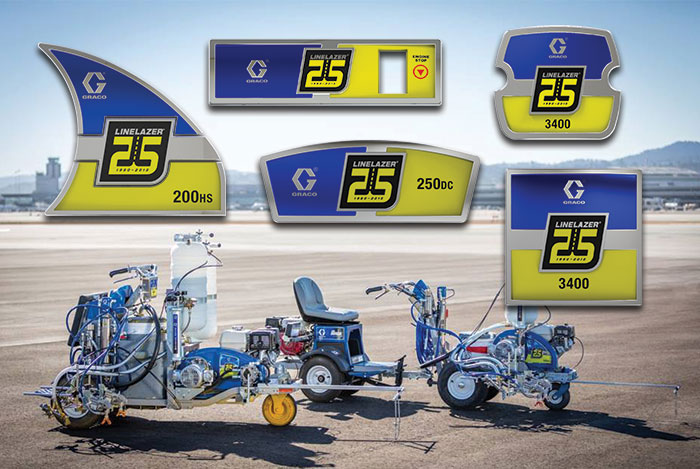 GRACO
LINELAZER
25
1990-2015
200HS
GRACO
LINELAZER
25
1990-2015
ENGINE
STOP
GRACO
LINELAZER
25
1990-2015
250DC
GRACO
LINELAZER
25
1990-2015
3400
GRACO
LINELAZER
25
1990-2015
3400